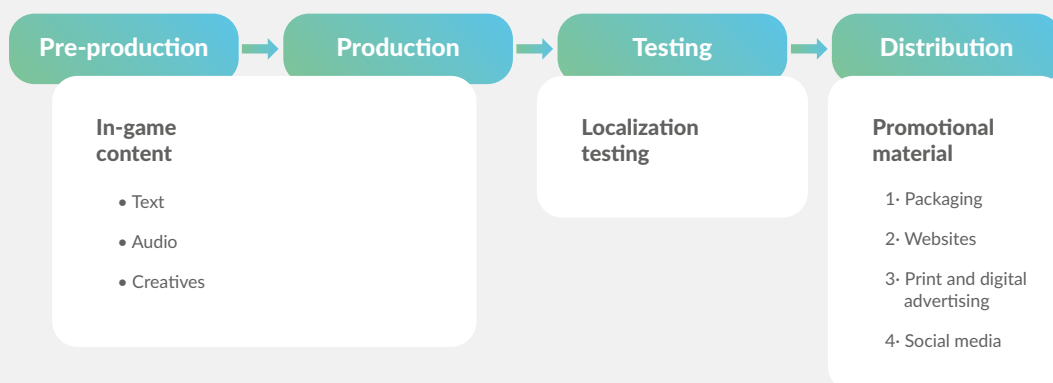 Pre-production
Production
Testing
Distribution
In-game
content
• Text
• Audio
• Creatives
Localization
testing
Promotional
material
1· Packaging
2· Websites
3· Print and digital
advertising
4· Social media